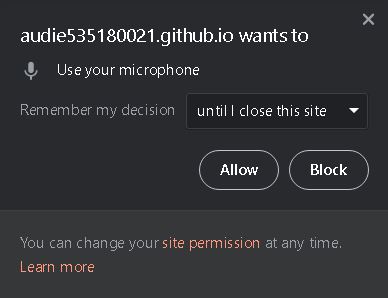 audie535180021.github.io wants to
Use your microphone
Remember my decision until I close this site
Allow Block
You can change your site permission at any time.
Learn more